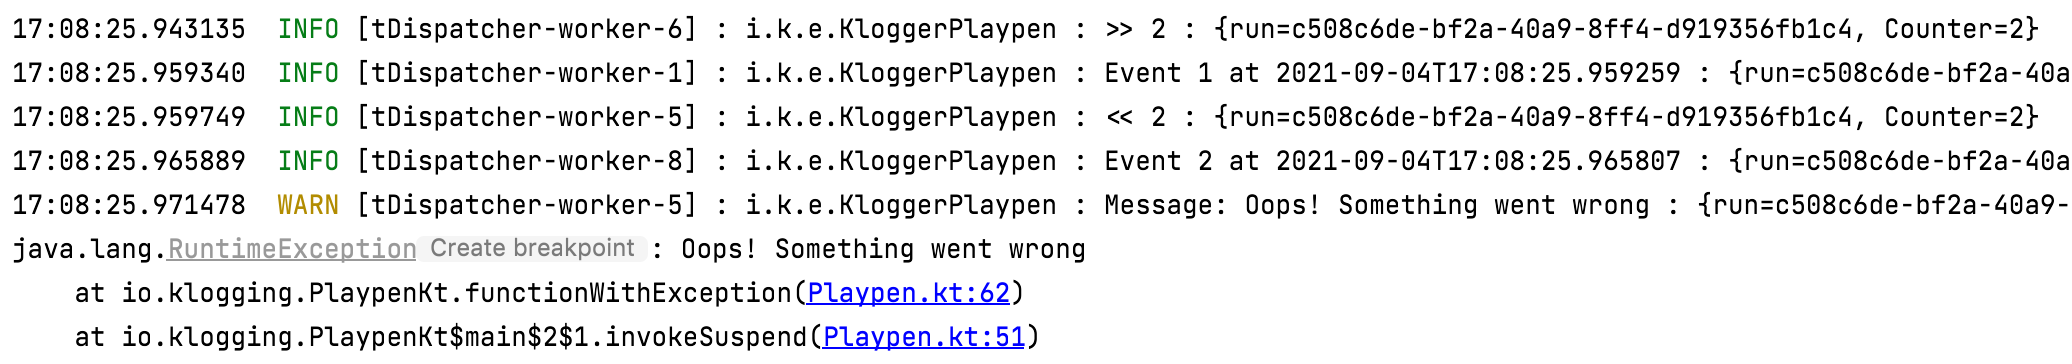 17:08:25.943135  INFO [tDispatcher-worker-6] : i.k.e.KloggerPlaypen : >> 2 : {run=c508c6de-bf2a-40a9-8ff4-d919356fb1c4, Counter=2}
17:08:25.959340  INFO [tDispatcher-worker-1] : i.k.e.KloggerPlaypen : Event 1 at 2021-09-04T17:08:25.959259 : {run=c508c6de-bf2a-40a
17:08:25.959749  INFO [tDispatcher-worker-5] : i.k.e.KloggerPlaypen : << 2 : {run=c508c6de-bf2a-40a9-8ff4-d919356fb1c4, Counter=2}
17:08:25.965889  INFO [tDispatcher-worker-8] : i.k.e.KloggerPlaypen : Event 2 at 2021-09-04T17:08:25.965807 : {run=c508c6de-bf2a-40a
17:08:25.971478  WARN [tDispatcher-worker-5] : i.k.e.KloggerPlaypen : Message: Oops! Something went wrong : {run=c508c6de-bf2a-40a9-
java.lang.RuntimeException Create breakpoint : Oops! Something went wrong
    at io.klogging.PlaypenKt.functionWithException(Playpen.kt:62)
    at io.klogging.PlaypenKt$main$2$1.invokeSuspend(Playpen.kt:51)